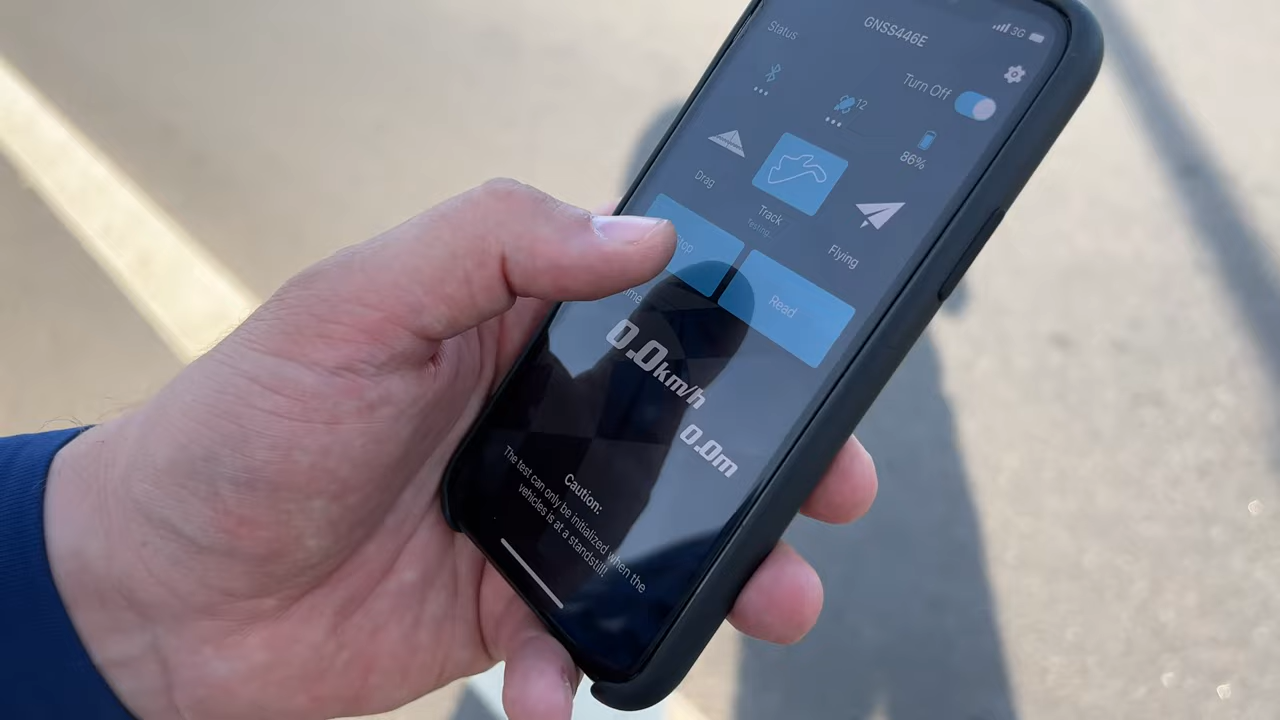 GNSS446E
3G
Status
Turn Off
12
86%
Drag
Track
Testing..
Flying
Read
0.0km/h
0.0m
Caution:
The test can only be initialized when the
vehicles is at a standstill!